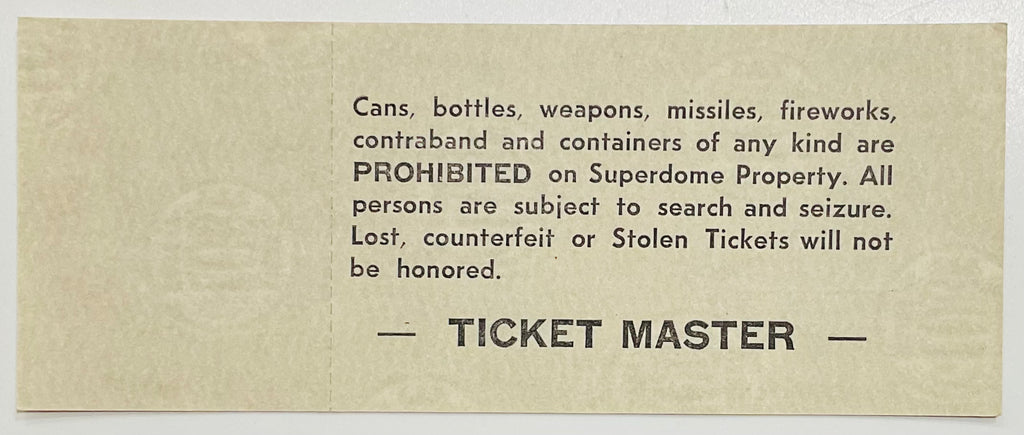 Cans, bottles, weapons, missiles, fireworks,
contraband and containers of any kind are
PROHIBITED on Superdome Property. All
persons are subject to search and seizure.
Lost, counterfeit or Stolen Tickets will not
be honored.
— TICKET MASTER —